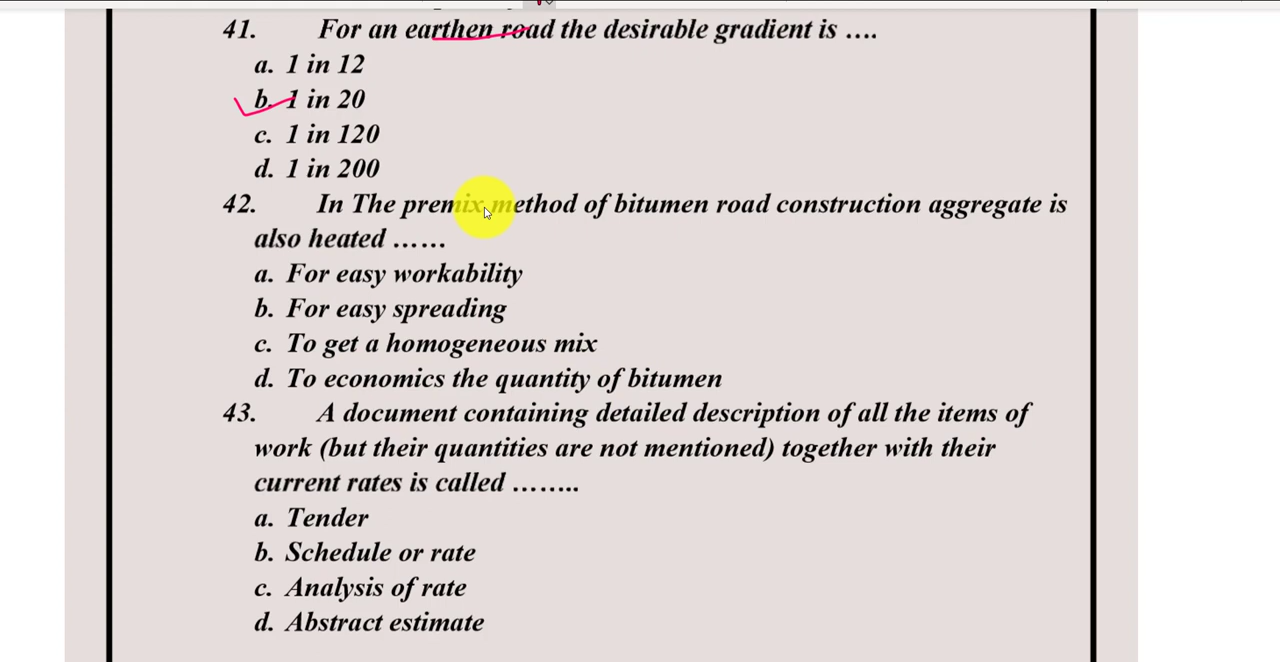 41. For an earthen road the desirable gradient is ....
a. 1 in 12
b. 1 in 20
c. 1 in 120
d. 1 in 200
42. In The premix method of bitumen road construction aggregate is
also heated ......
a. For easy workability
b. For easy spreading
c. To get a homogeneous mix
d. To economics the quantity of bitumen
43. A document containing detailed description of all the items of
work (but their quantities are not mentioned) together with their
current rates is called ........
a. Tender
b. Schedule or rate
c. Analysis of rate
d. Abstract estimate